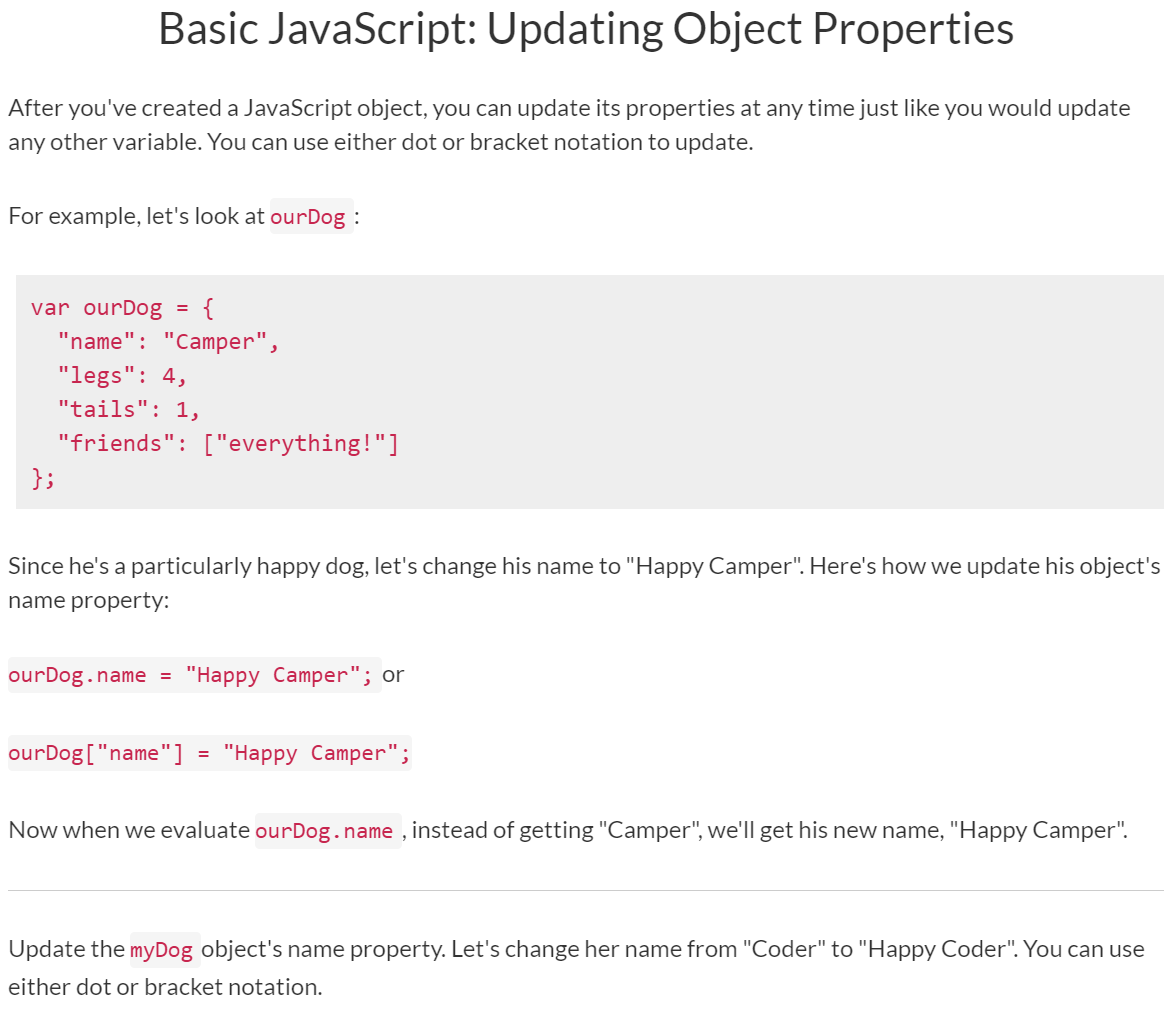 Basic JavaScript: Updating Object Properties
After you've created a JavaScript object, you can update its properties at any time just like you would update
any other variable. You can use either dot or bracket notation to update.
For example, let's look at ourDog :
var ourDog = {
  "name": "Camper",
  "legs": 4,
  "tails": 1,
  "friends": ["everything!"]
};
Since he's a particularly happy dog, let's change his name to "Happy Camper". Here's how we update his object's
name property:
ourDog.name = "Happy Camper"; or
ourDog["name"] = "Happy Camper";
Now when we evaluate ourDog.name , instead of getting "Camper", we'll get his new name, "Happy Camper".
Update the myDog object's name property. Let's change her name from "Coder" to "Happy Coder". You can use
either dot or bracket notation.